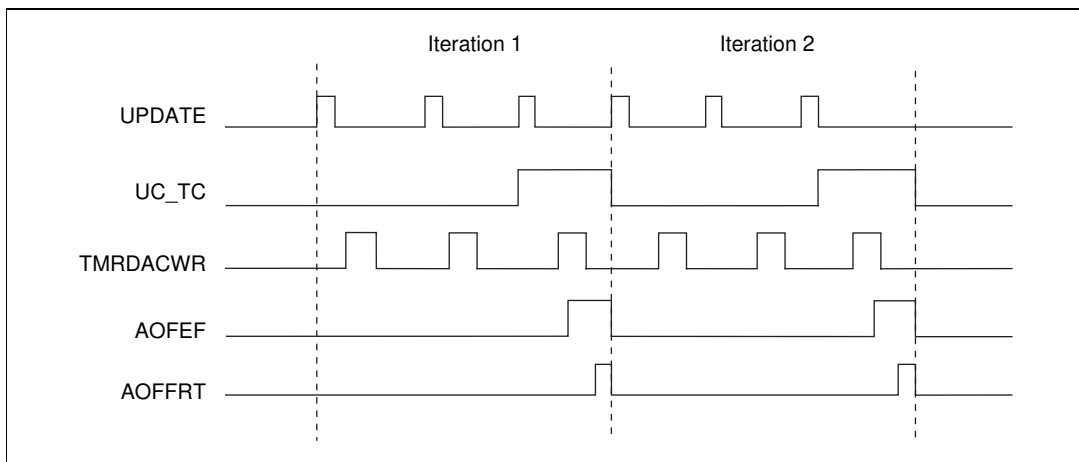 Iteration 1 Iteration 2
UPDATE
UC_TC
TMRDACWR
AOFEF
AOFFRT